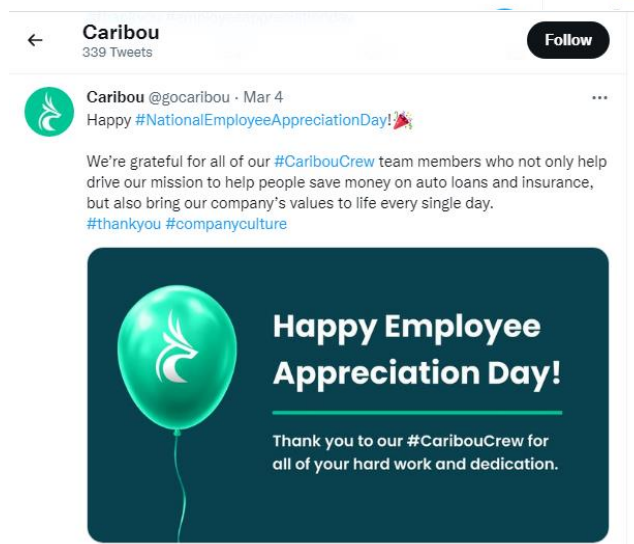 Caribou
339 Tweets
Follow
Caribou @gocaribou · Mar 4
Happy #NationalEmployeeAppreciationDay!🎉
We're grateful for all of our #CaribouCrew team members who not only help
drive our mission to help people save money on auto loans and insurance,
but also bring our company's values to life every single day.
#thankyou #companyculture
Happy Employee
Appreciation Day!
Thank you to our #CaribouCrew for
all of your hard work and dedication.